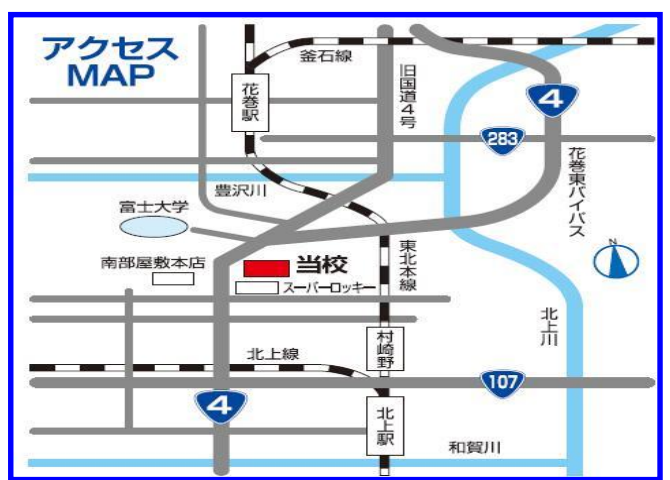 アクセス
MAP
釜石線
花巻駅
旧国道4号
4
283
花巻東バイパス
豊沢川
富士大学
N
南部屋敷本店
当校
スーパーロッキー
東北本線
北上川
村崎野
北上線
107
4
北上駅
和賀川